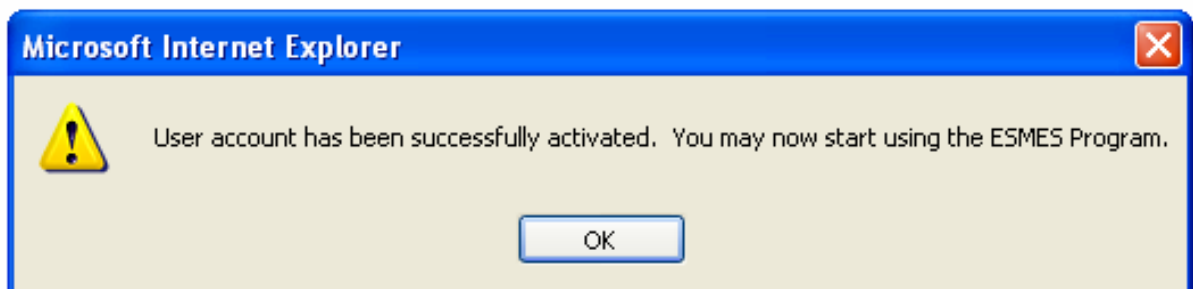 Microsoft Internet Explorer
User account has been successfully activated.  You may now start using the ESMES Program.
OK